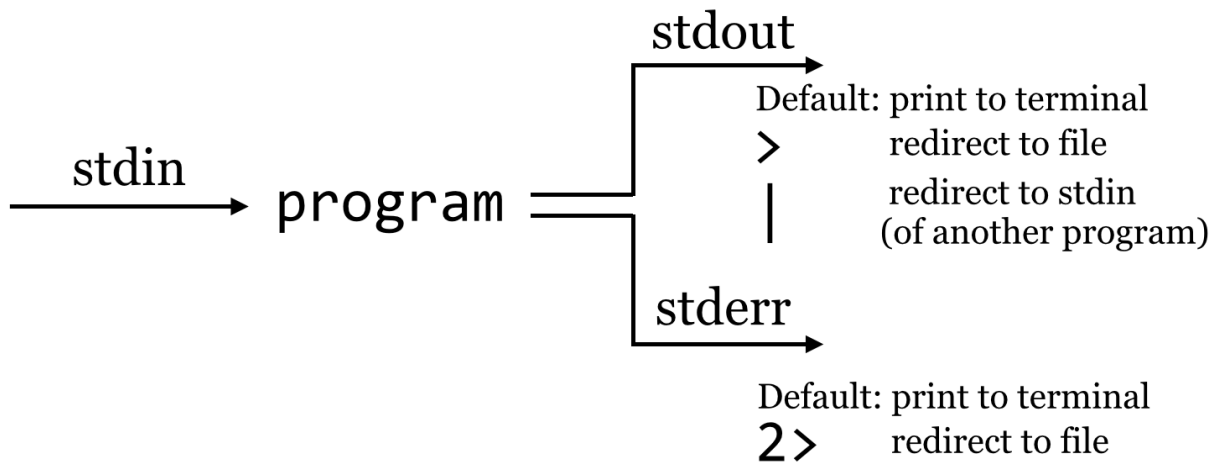 stdout
Default: print to terminal
> redirect to file
stdin
program
| redirect to stdin
(of another program)
stderr
Default: print to terminal
2> redirect to file